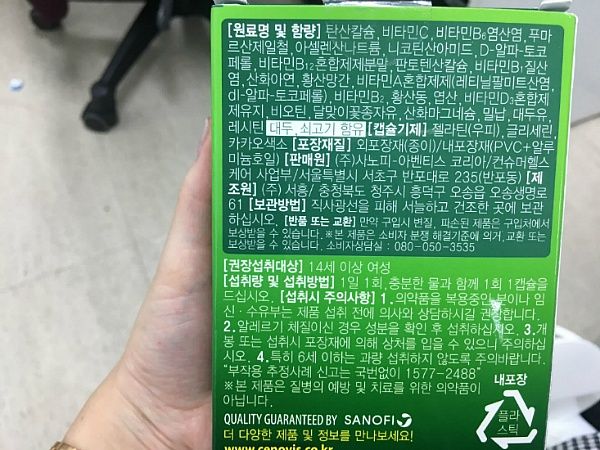 [원료명 및 함량] 탄산칼슘, 비타민C, 비타민B₆염산염, 푸마
르산제일철, 아셀렌산나트륨, 니코틴산아미드, D-알파-토코
페롤, 비타민B₁₂혼합제제분말, 판토텐산칼슘, 비타민B₁질산
염, 산화아연, 황산망간, 비타민A혼합제제(레티닐팔미트산염,
dl-알파-토코페롤), 비타민B₂, 황산동, 엽산, 비타민D₃혼합제
제유지, 비오틴, 달맞이꽃종자유, 산화마그네슘, 밀납, 대두유,
레시틴 대두, 쇠고기 함유 [캡슐기제] 젤라틴(우피), 글리세린,
카카오색소 [포장재질] 외포장재(종이)/내포장재(PVC+알루
미늄호일) [판매원] (주)사노피-아벤티스 코리아/컨슈머헬스
케어 사업부/서울특별시 서초구 반포대로 235(반포동) [제
조원] (주) 서흥/ 충청북도 청주시 흥덕구 오송읍 오송생명로
61 [보관방법] 직사광선을 피해 서늘하고 건조한 곳에 보관
하십시오. [반품 또는 교환] 만약 구입시 변질, 파손된 제품은 구입처에서
보상받을 수 있습니다. ※본 제품은 소비자 분쟁 해결기준에 의거, 교환 또는
보상받을 수 있습니다. 소비자상담실 : 080-050-3535
[권장섭취대상] 14세 이상 여성
[섭취량 및 섭취방법] 1일 1회, 충분한 물과 함께 1회 1캡슐을
드십시오. [섭취시 주의사항] 1. 의약품을 복용중인 분이나 임
신·수유부는 제품 섭취 전에 의사와 상담하시길 권장합니다.
2. 알레르기 체질이신 경우 성분을 확인 후 섭취하십시오. 3. 개
봉 또는 섭취시 포장재에 의해 상처를 입을 수 있으니 주의하십
시오. 4. 특히 6세 이하는 과량 섭취하지 않도록 주의바랍니다.
"부작용 추정사례 신고는 국번없이 1577-2488"
※본 제품은 질병의 예방 및 치료를 위한 의약품이
아닙니다.
내포장
플라
스틱
QUALITY GUARANTEED BY SANOFI
더 다양한 제품 및 정보를 만나보세요!
www.cenovis.co.kr